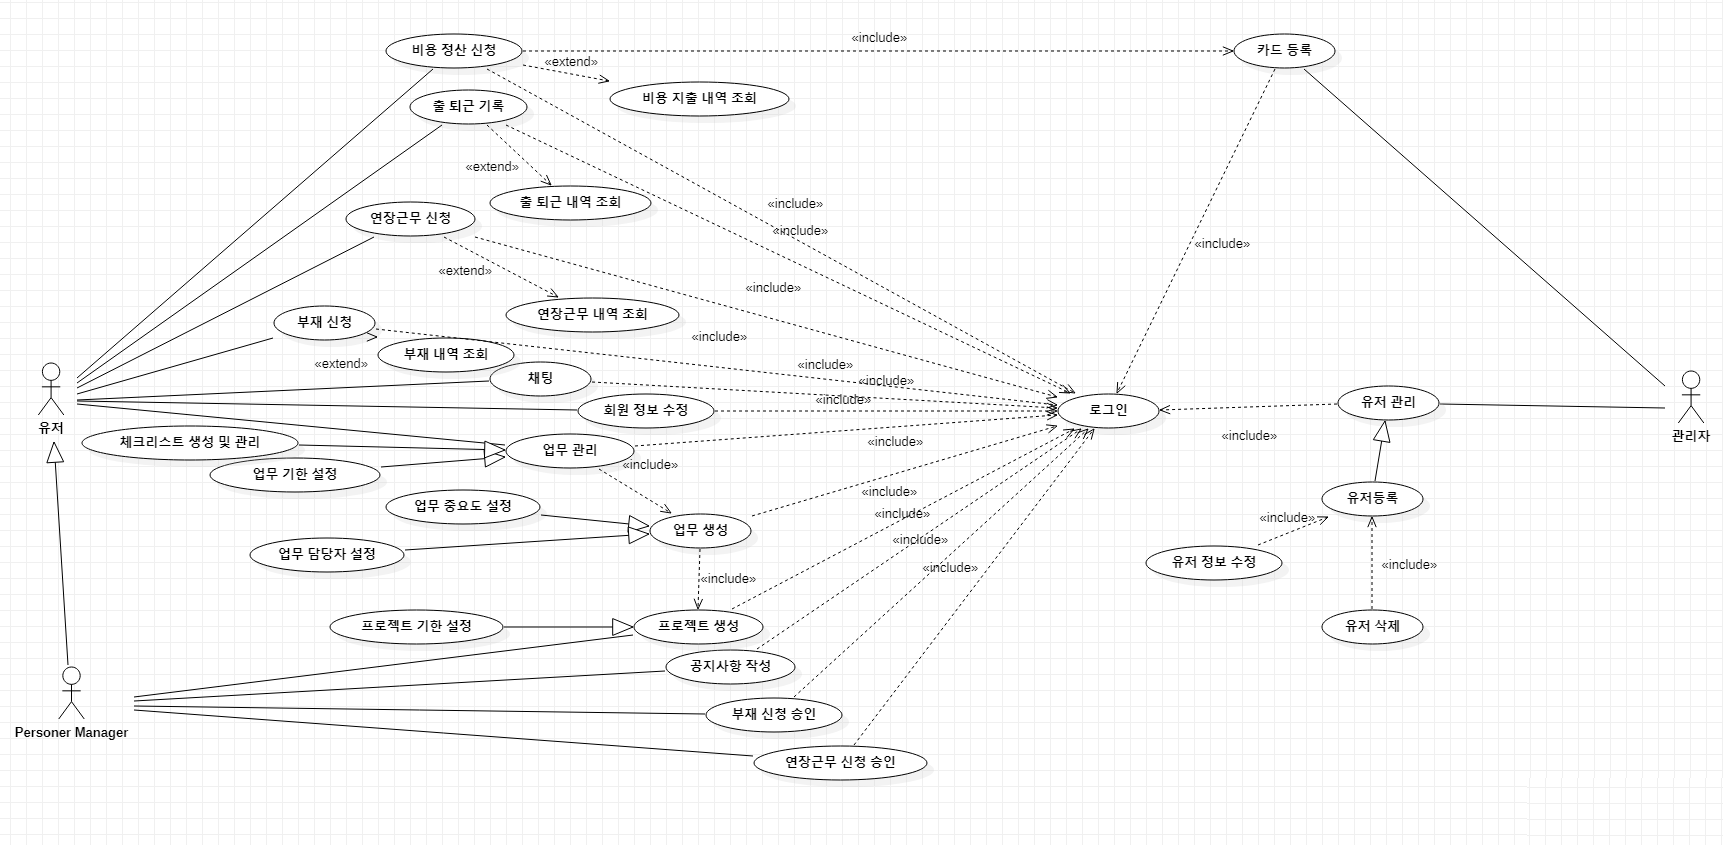 «include»
비용 정산 신청
카드 등록
«extend»
비용 지출 내역 조회
출 퇴근 기록
«extend»
출 퇴근 내역 조회
«include»
연장근무 신청
«include»
«include»
«extend»
«include»
연장근무 내역 조회
부재 신청
«include»
부재 내역 조회
«extend»
«include»
채팅
«include»
«include»
회원 정보 수정
로그인
유저 관리
유저
관리자
체크리스트 생성 및 관리
업무 관리
«include»
«include»
«include»
업무 기한 설정
«include»
유저등록
업무 중요도 설정
«include»
«include»
업무 생성
«include»
업무 담당자 설정
유저 정보 수정
«include»
«include»
«include»
프로젝트 기한 설정
프로젝트 생성
유저 삭제
공지사항 작성
부재 신청 승인
Personer Manager
연장근무 신청 승인